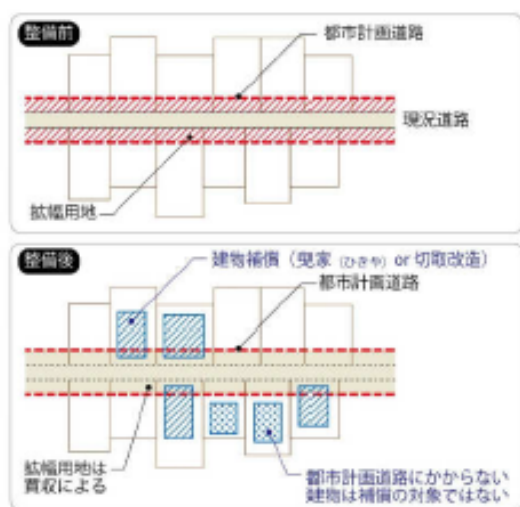 整備前
都市計画道路
現況道路
拡幅用地
整備後
建物補償（曳家（ひきや）or 切取改造）
都市計画道路
拡幅用地は
買収による
都市計画道路にかからない
建物は補償の対象ではない